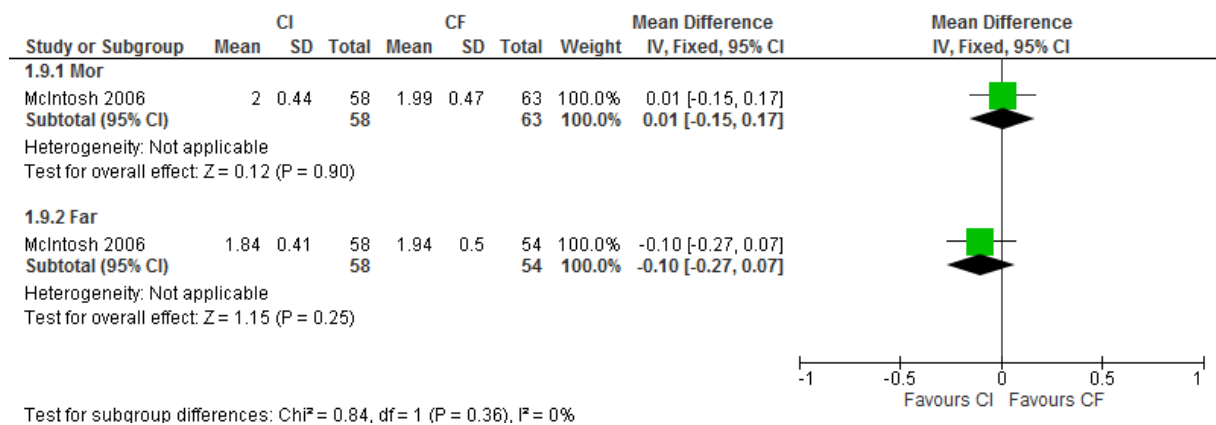 CI CF Mean Difference Mean Difference
Study or Subgroup Mean SD Total Mean SD Total Weight IV, Fixed, 95% CI IV, Fixed, 95% CI
1.9.1 Mor
McIntosh 2006 2 0.44 58 1.99 0.47 63 100.0% 0.01 [-0.15, 0.17]
Subtotal (95% CI) 58 63 100.0% 0.01 [-0.15, 0.17]
Heterogeneity: Not applicable
Test for overall effect: Z = 0.12 (P = 0.90)
1.9.2 Far
McIntosh 2006 1.84 0.41 58 1.94 0.5 54 100.0% -0.10 [-0.27, 0.07]
Subtotal (95% CI) 58 54 100.0% -0.10 [-0.27, 0.07]
Heterogeneity: Not applicable
Test for overall effect: Z = 1.15 (P = 0.25)
-1 -0.5 0 0.5 1
Favours CI Favours CF
Test for subgroup differences: Chi² = 0.84, df = 1 (P = 0.36), I² = 0%